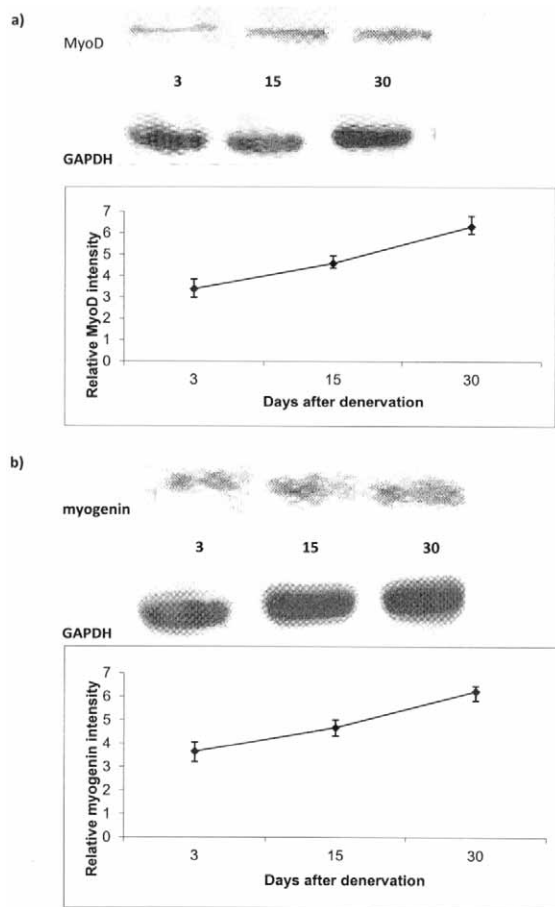 a)
MyoD
3 15 30
GAPDH
Relative MyoD intensity
7
6
5
4
3
2
1
0
3 15 30
Days after denervation
b)
myogenin
3 15 30
GAPDH
Relative myogenin intensity
7
6
5
4
3
2
1
0
3 15 30
Days after denervation